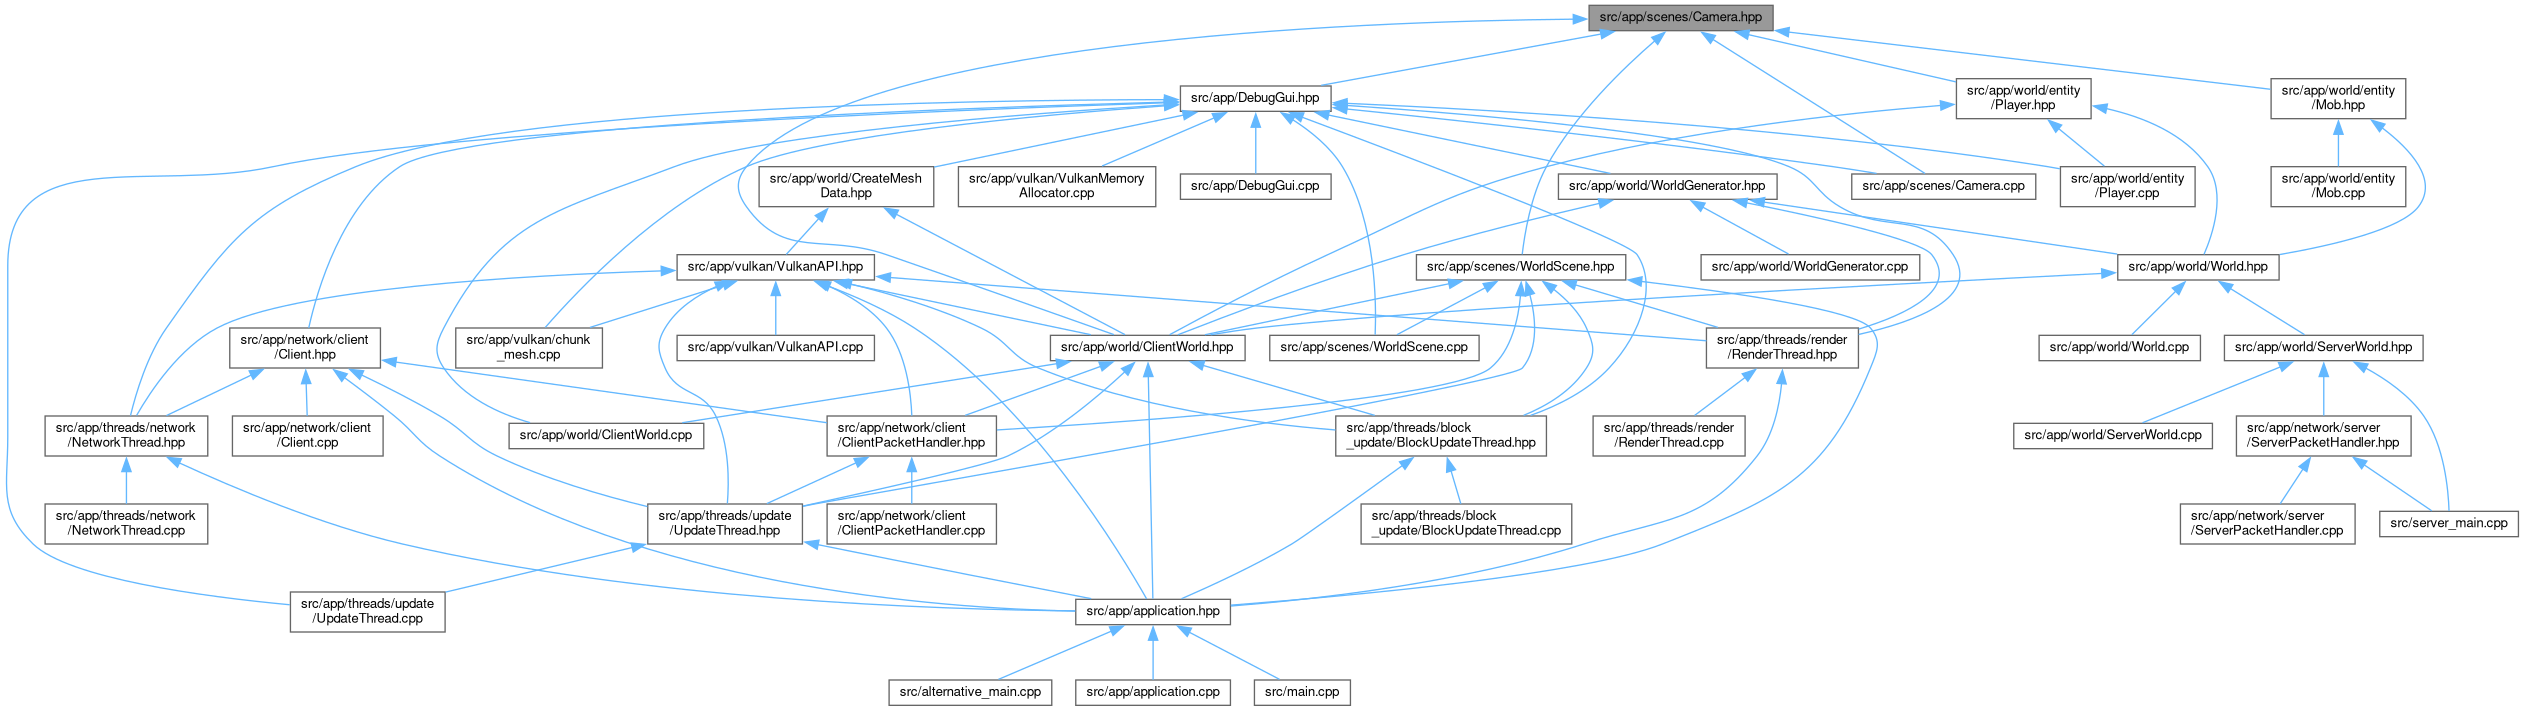 src/app/scenes/Camera.hpp
src/app/DebugGui.hpp
src/app/world/entity
/Player.hpp
src/app/world/entity
/Mob.hpp
src/app/world/CreateMesh
Data.hpp
src/app/vulkan/VulkanMemory
Allocator.cpp
src/app/DebugGui.cpp
src/app/world/WorldGenerator.hpp
src/app/scenes/Camera.cpp
src/app/world/entity
/Player.cpp
src/app/world/entity
/Mob.cpp
src/app/vulkan/VulkanAPI.hpp
src/app/scenes/WorldScene.hpp
src/app/world/WorldGenerator.cpp
src/app/world/World.hpp
src/app/network/client
/Client.hpp
src/app/vulkan/chunk
_mesh.cpp
src/app/vulkan/VulkanAPI.cpp
src/app/world/ClientWorld.hpp
src/app/scenes/WorldScene.cpp
src/app/threads/render
/RenderThread.hpp
src/app/world/World.cpp
src/app/world/ServerWorld.hpp
src/app/threads/network
/NetworkThread.hpp
src/app/network/client
/Client.cpp
src/app/world/ClientWorld.cpp
src/app/network/client
/ClientPacketHandler.hpp
src/app/threads/block
_update/BlockUpdateThread.hpp
src/app/threads/render
/RenderThread.cpp
src/app/world/ServerWorld.cpp
src/app/network/server
/ServerPacketHandler.hpp
src/app/threads/network
/NetworkThread.cpp
src/app/threads/update
/UpdateThread.hpp
src/app/network/client
/ClientPacketHandler.cpp
src/app/threads/block
_update/BlockUpdateThread.cpp
src/app/network/server
/ServerPacketHandler.cpp
src/server_main.cpp
src/app/threads/update
/UpdateThread.cpp
src/app/application.hpp
src/alternative_main.cpp
src/app/application.cpp
src/main.cpp